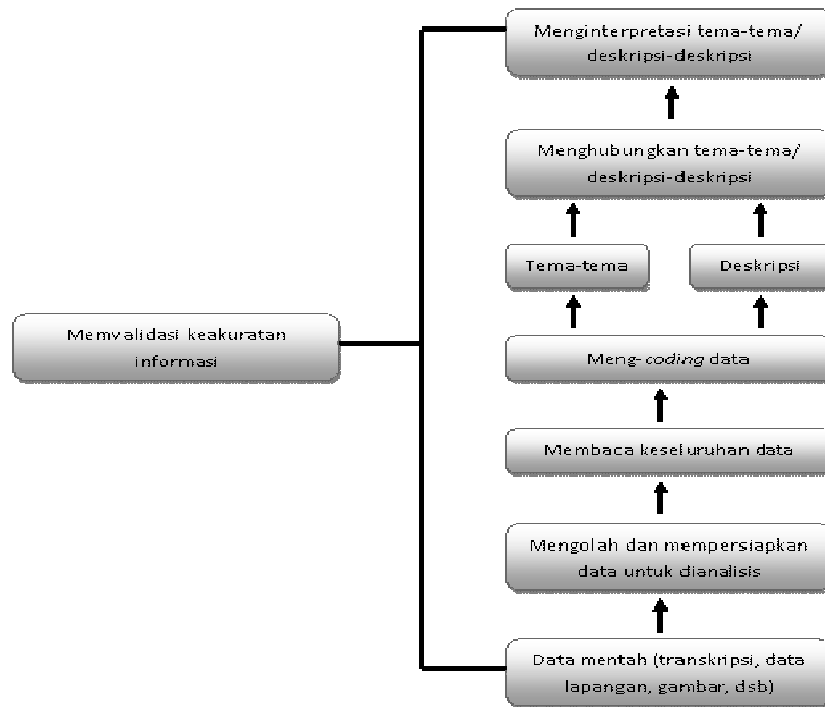 Menginterpretasi tema-tema/
deskripsi-deskripsi
Menghubungkan tema-tema/
deskripsi-deskripsi
Tema-tema
Deskripsi
Memvalidasi keakuratan
informasi
Meng-coding data
Membaca keseluruhan data
Mengolah dan mempersiapkan
data untuk dianalisis
Data mentah (transkripsi, data
lapangan, gambar, dsb)